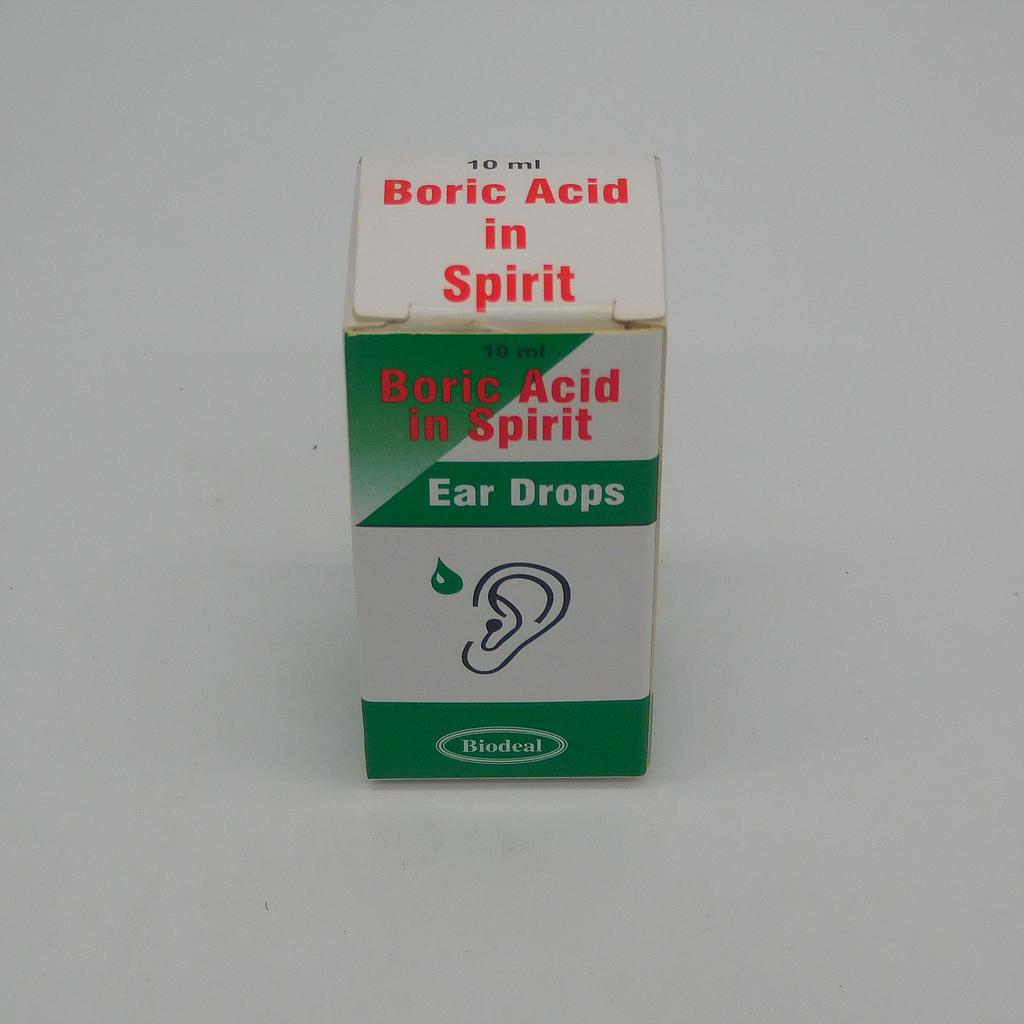 10 ml
Boric Acid
in
Spirit
10 ml
Boric Acid
in Spirit
Ear Drops
Biodeal